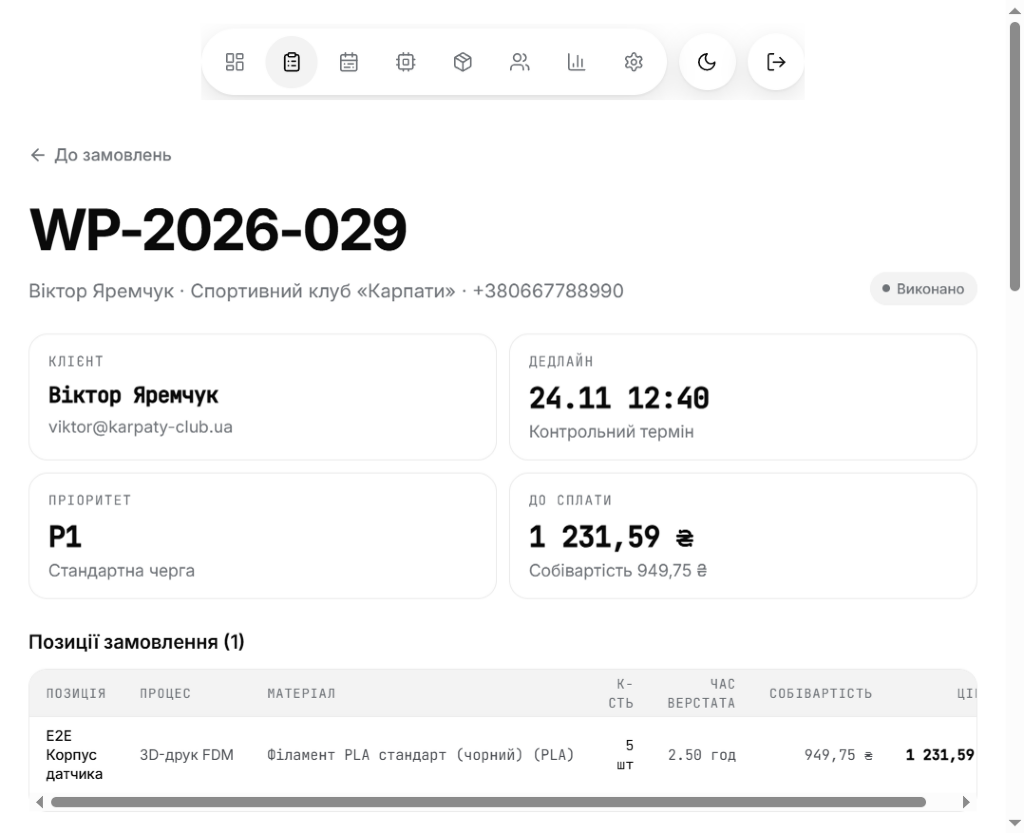 До замовлень
WP-2026-029
Віктор Яремчук · Спортивний клуб «Карпати» · +380667788990
Виконано
КЛІЄНТ
Віктор Яремчук
viktor@karpaty-club.ua
ДЕДЛАЙН
24.11 12:40
Контрольний термін
ПРІОРИТЕТ
P1
Стандартна черга
ДО СПЛАТИ
1 231,59 ₴
Собівартість 949,75 ₴
Позиції замовлення (1)
ПОЗИЦІЯ ПРОЦЕС МАТЕРІАЛ К-СТЬ ЧАС ВЕРСТАТА СОБІВАРТІСТЬ
E2E
Корпус
датчика
3D-друк FDM
Філамент PLA стандарт (чорний) (PLA)
5
шт
2.50 год
949,75 ₴
1 231,59